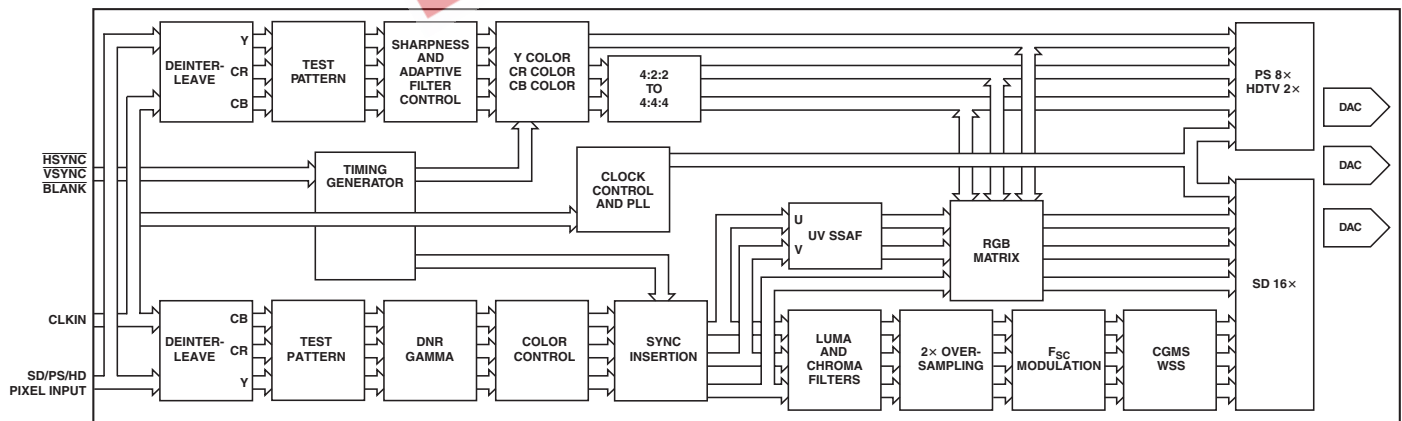 DEINTER-
LEAVE
Y
CR
CB
TEST
PATTERN
SHARPNESS
AND
ADAPTIVE
FILTER
CONTROL
Y COLOR
CR COLOR
CB COLOR
4:2:2
TO
4:4:4
PS 8×
HDTV 2×
DAC
DAC
DAC
HSYNC
VSYNC
BLANK
TIMING
GENERATOR
CLOCK
CONTROL
AND PLL
U
V
UV SSAF
RGB
MATRIX
SD 16×
CLKIN
SD/PS/HD
PIXEL INPUT
DEINTER-
LEAVE
CB
CR
Y
TEST
PATTERN
DNR
GAMMA
COLOR
CONTROL
SYNC
INSERTION
LUMA
AND
CHROMA
FILTERS
2× OVER-
SAMPLING
FSC
MODULATION
CGMS
WSS